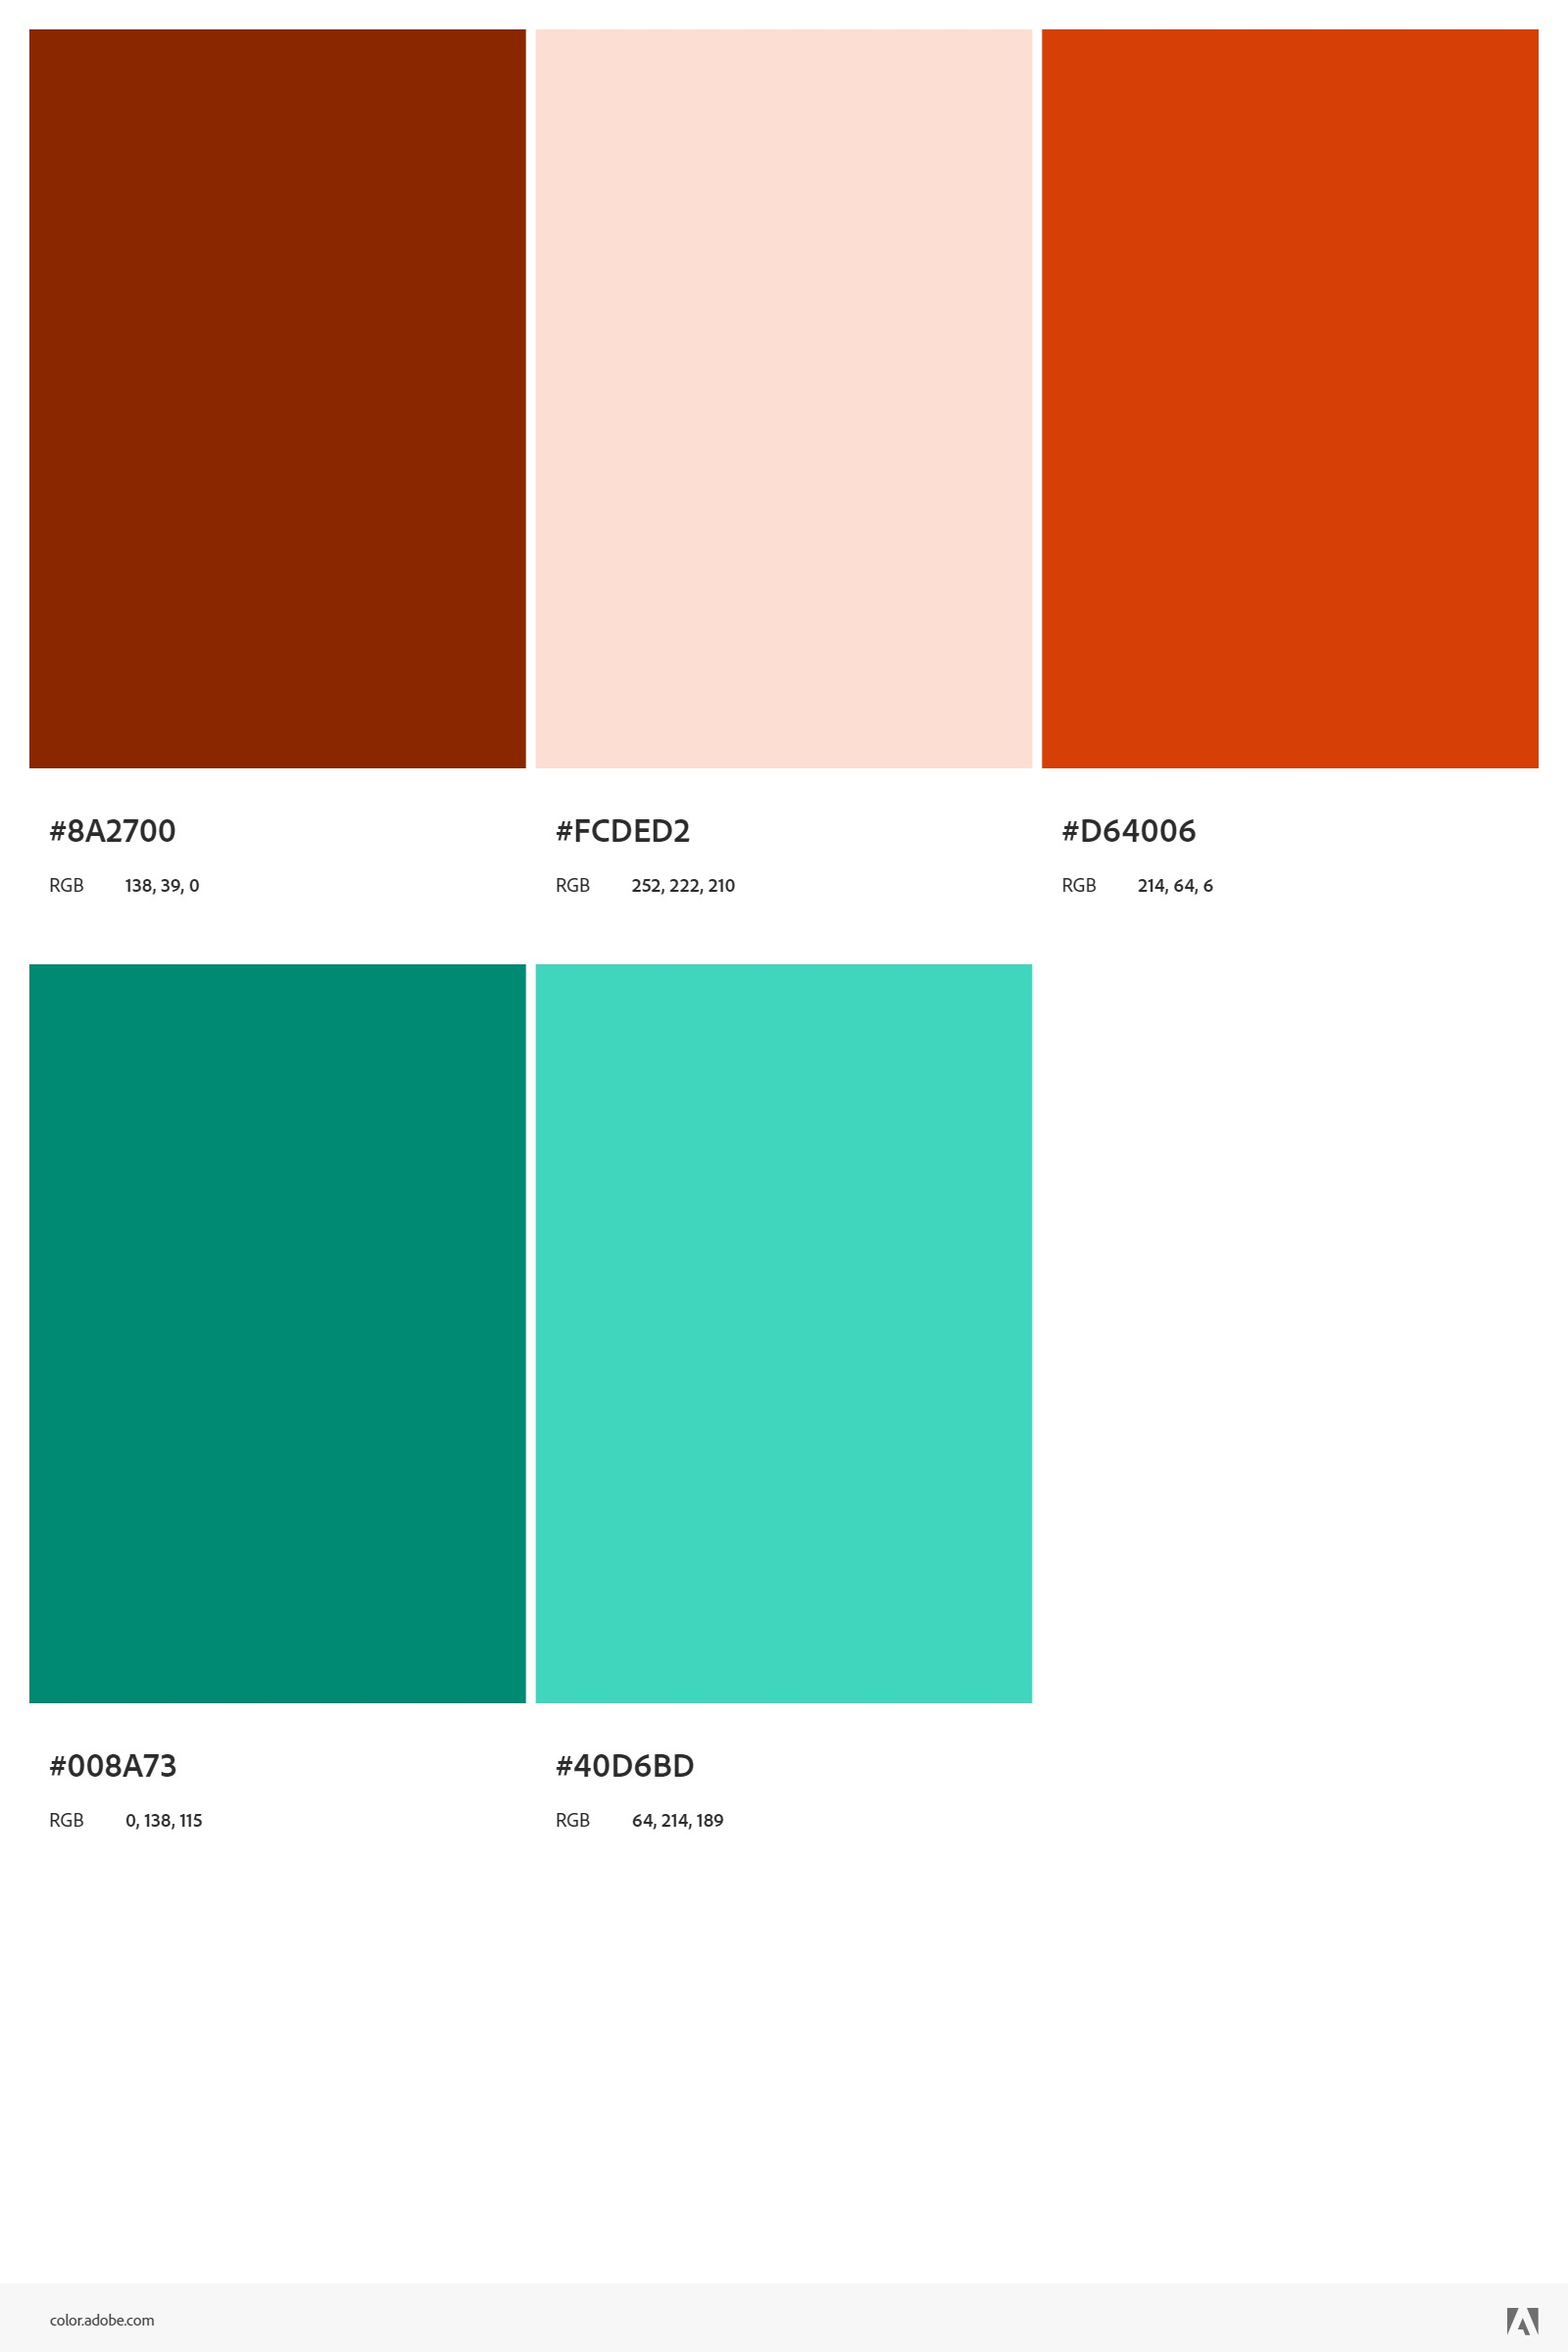 #8A2700 #FCDED2 #D64006
RGB 138, 39, 0 RGB 252, 222, 210 RGB 214, 64, 6
#008A73 #40D6BD
RGB 0, 138, 115 RGB 64, 214, 189
color.adobe.com